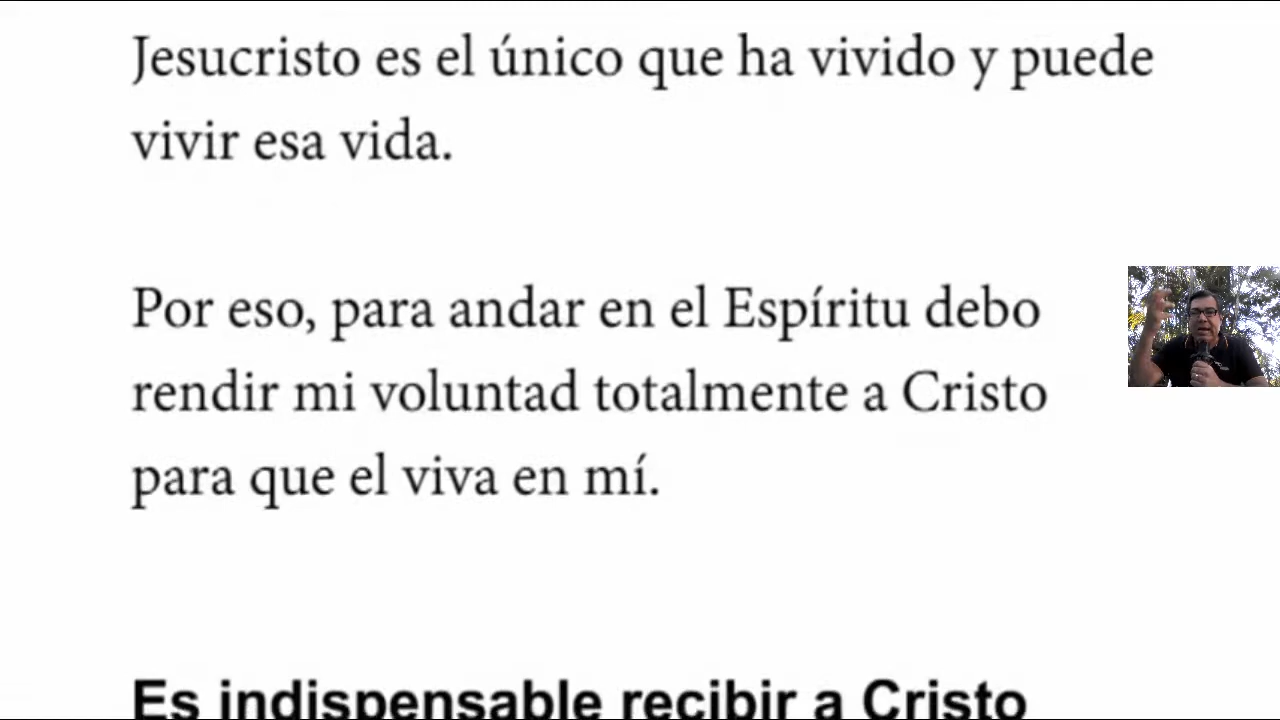 Jesucristo es el único que ha vivido y puede
vivir esa vida.
Por eso, para andar en el Espíritu debo
rendir mi voluntad totalmente a Cristo
para que el viva en mí.
Es indispensable recibir a Cristo